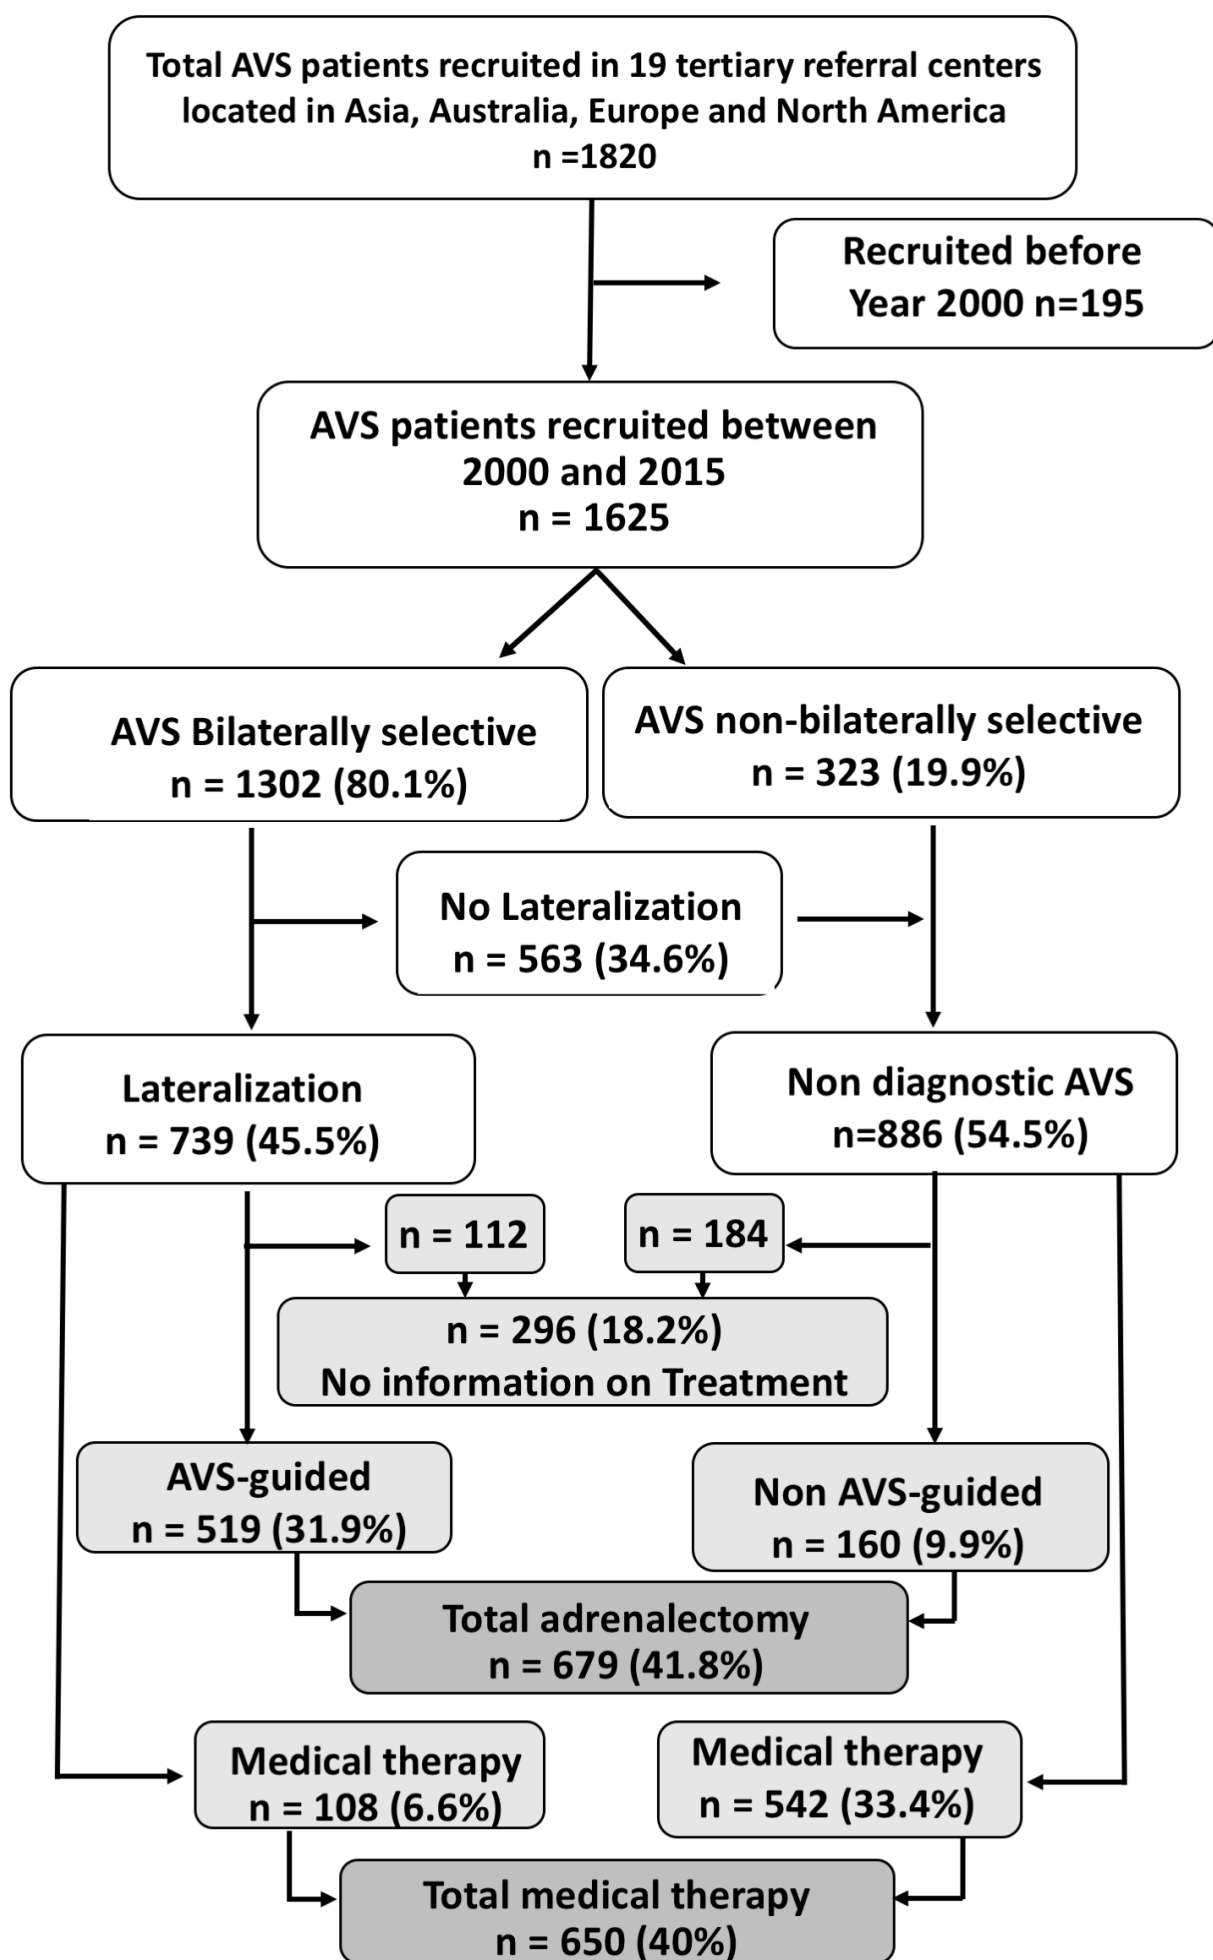 Total AVS patients recruited in 19 tertiary referral centers
located in Asia, Australia, Europe and North America
n =1820
Recruited before
Year 2000 n=195
AVS patients recruited between
2000 and 2015
n = 1625
AVS Bilaterally selective
n = 1302 (80.1%)
AVS non-bilaterally selective
n = 323 (19.9%)
No Lateralization
n = 563 (34.6%)
Lateralization
n = 739 (45.5%)
Non diagnostic AVS
n=886 (54.5%)
n = 112
n = 184
n = 296 (18.2%)
No information on Treatment
AVS-guided
n = 519 (31.9%)
Non AVS-guided
n = 160 (9.9%)
Total adrenalectomy
n = 679 (41.8%)
Medical therapy
n = 108 (6.6%)
Medical therapy
n = 542 (33.4%)
Total medical therapy
n = 650 (40%)